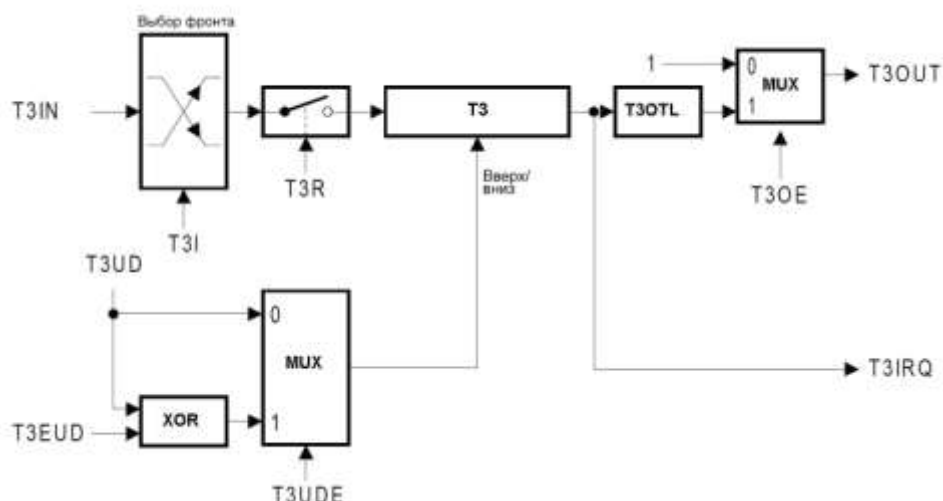 Выбор фронта
T3IN
T3I
T3R
T3
Вверх/
вниз
T3OTL
1
0
1
MUX
T3OUT
T3OE
T3UD
0
MUX
1
XOR
T3EUD
T3UDE
T3IRQ